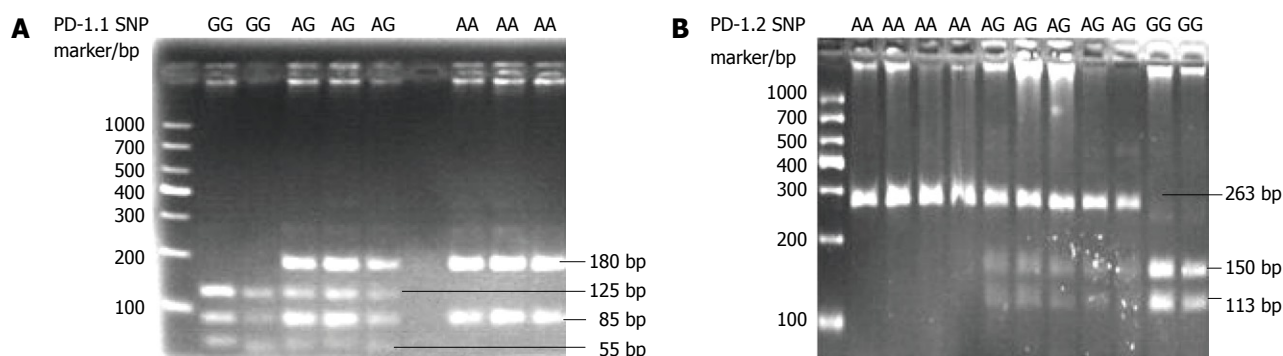 A
PD-1.1 SNP GG GG AG AG AG AA AA AA
marker/bp
1000
700
500
400
300
200
100
180 bp
125 bp
85 bp
55 bp
B
PD-1.2 SNP AA AA AA AA AG AG AG AG AG GG GG
marker/bp
1000
700
500
400
300
200
100
263 bp
150 bp
113 bp